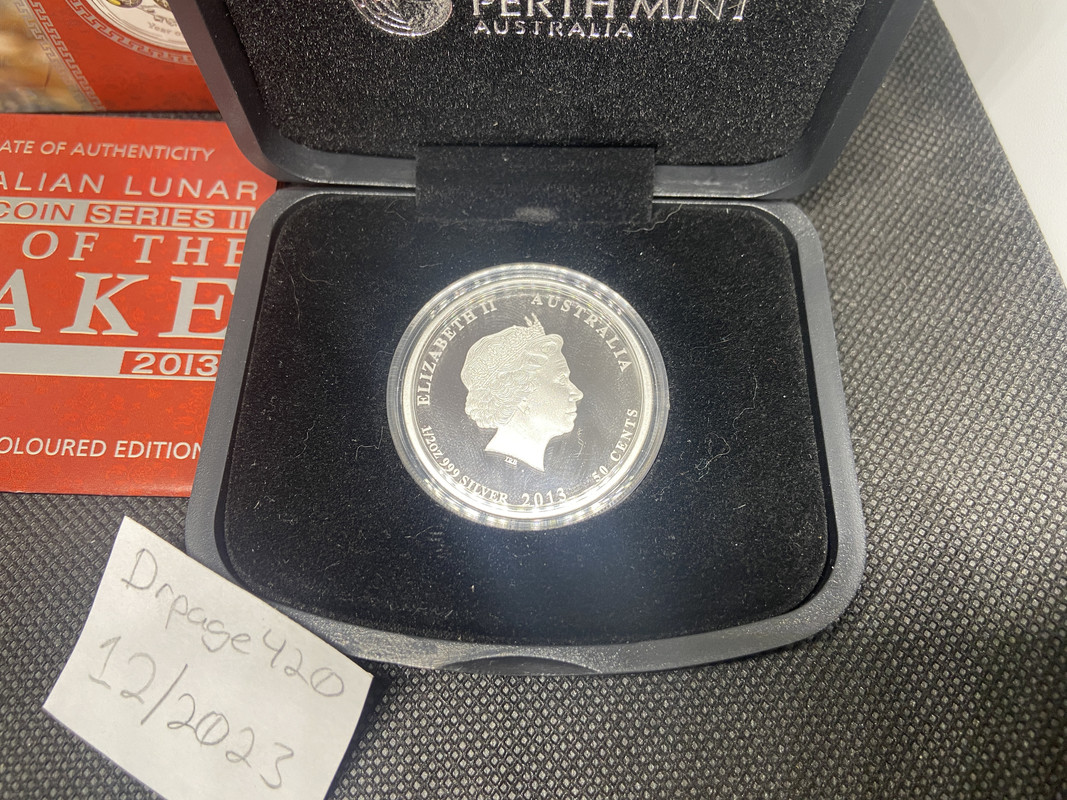 PERTH MINT
AUSTRALIA
ATE OF AUTHENTICITY
ALIAN LUNAR
COIN SERIES II
OF THE
AKE
2013
OLOURED EDITION
ELIZABETH II AUSTRALIA
1/2OZ 999 SILVER 2013 50 CENTS
IRB
Drpage420
12/2023